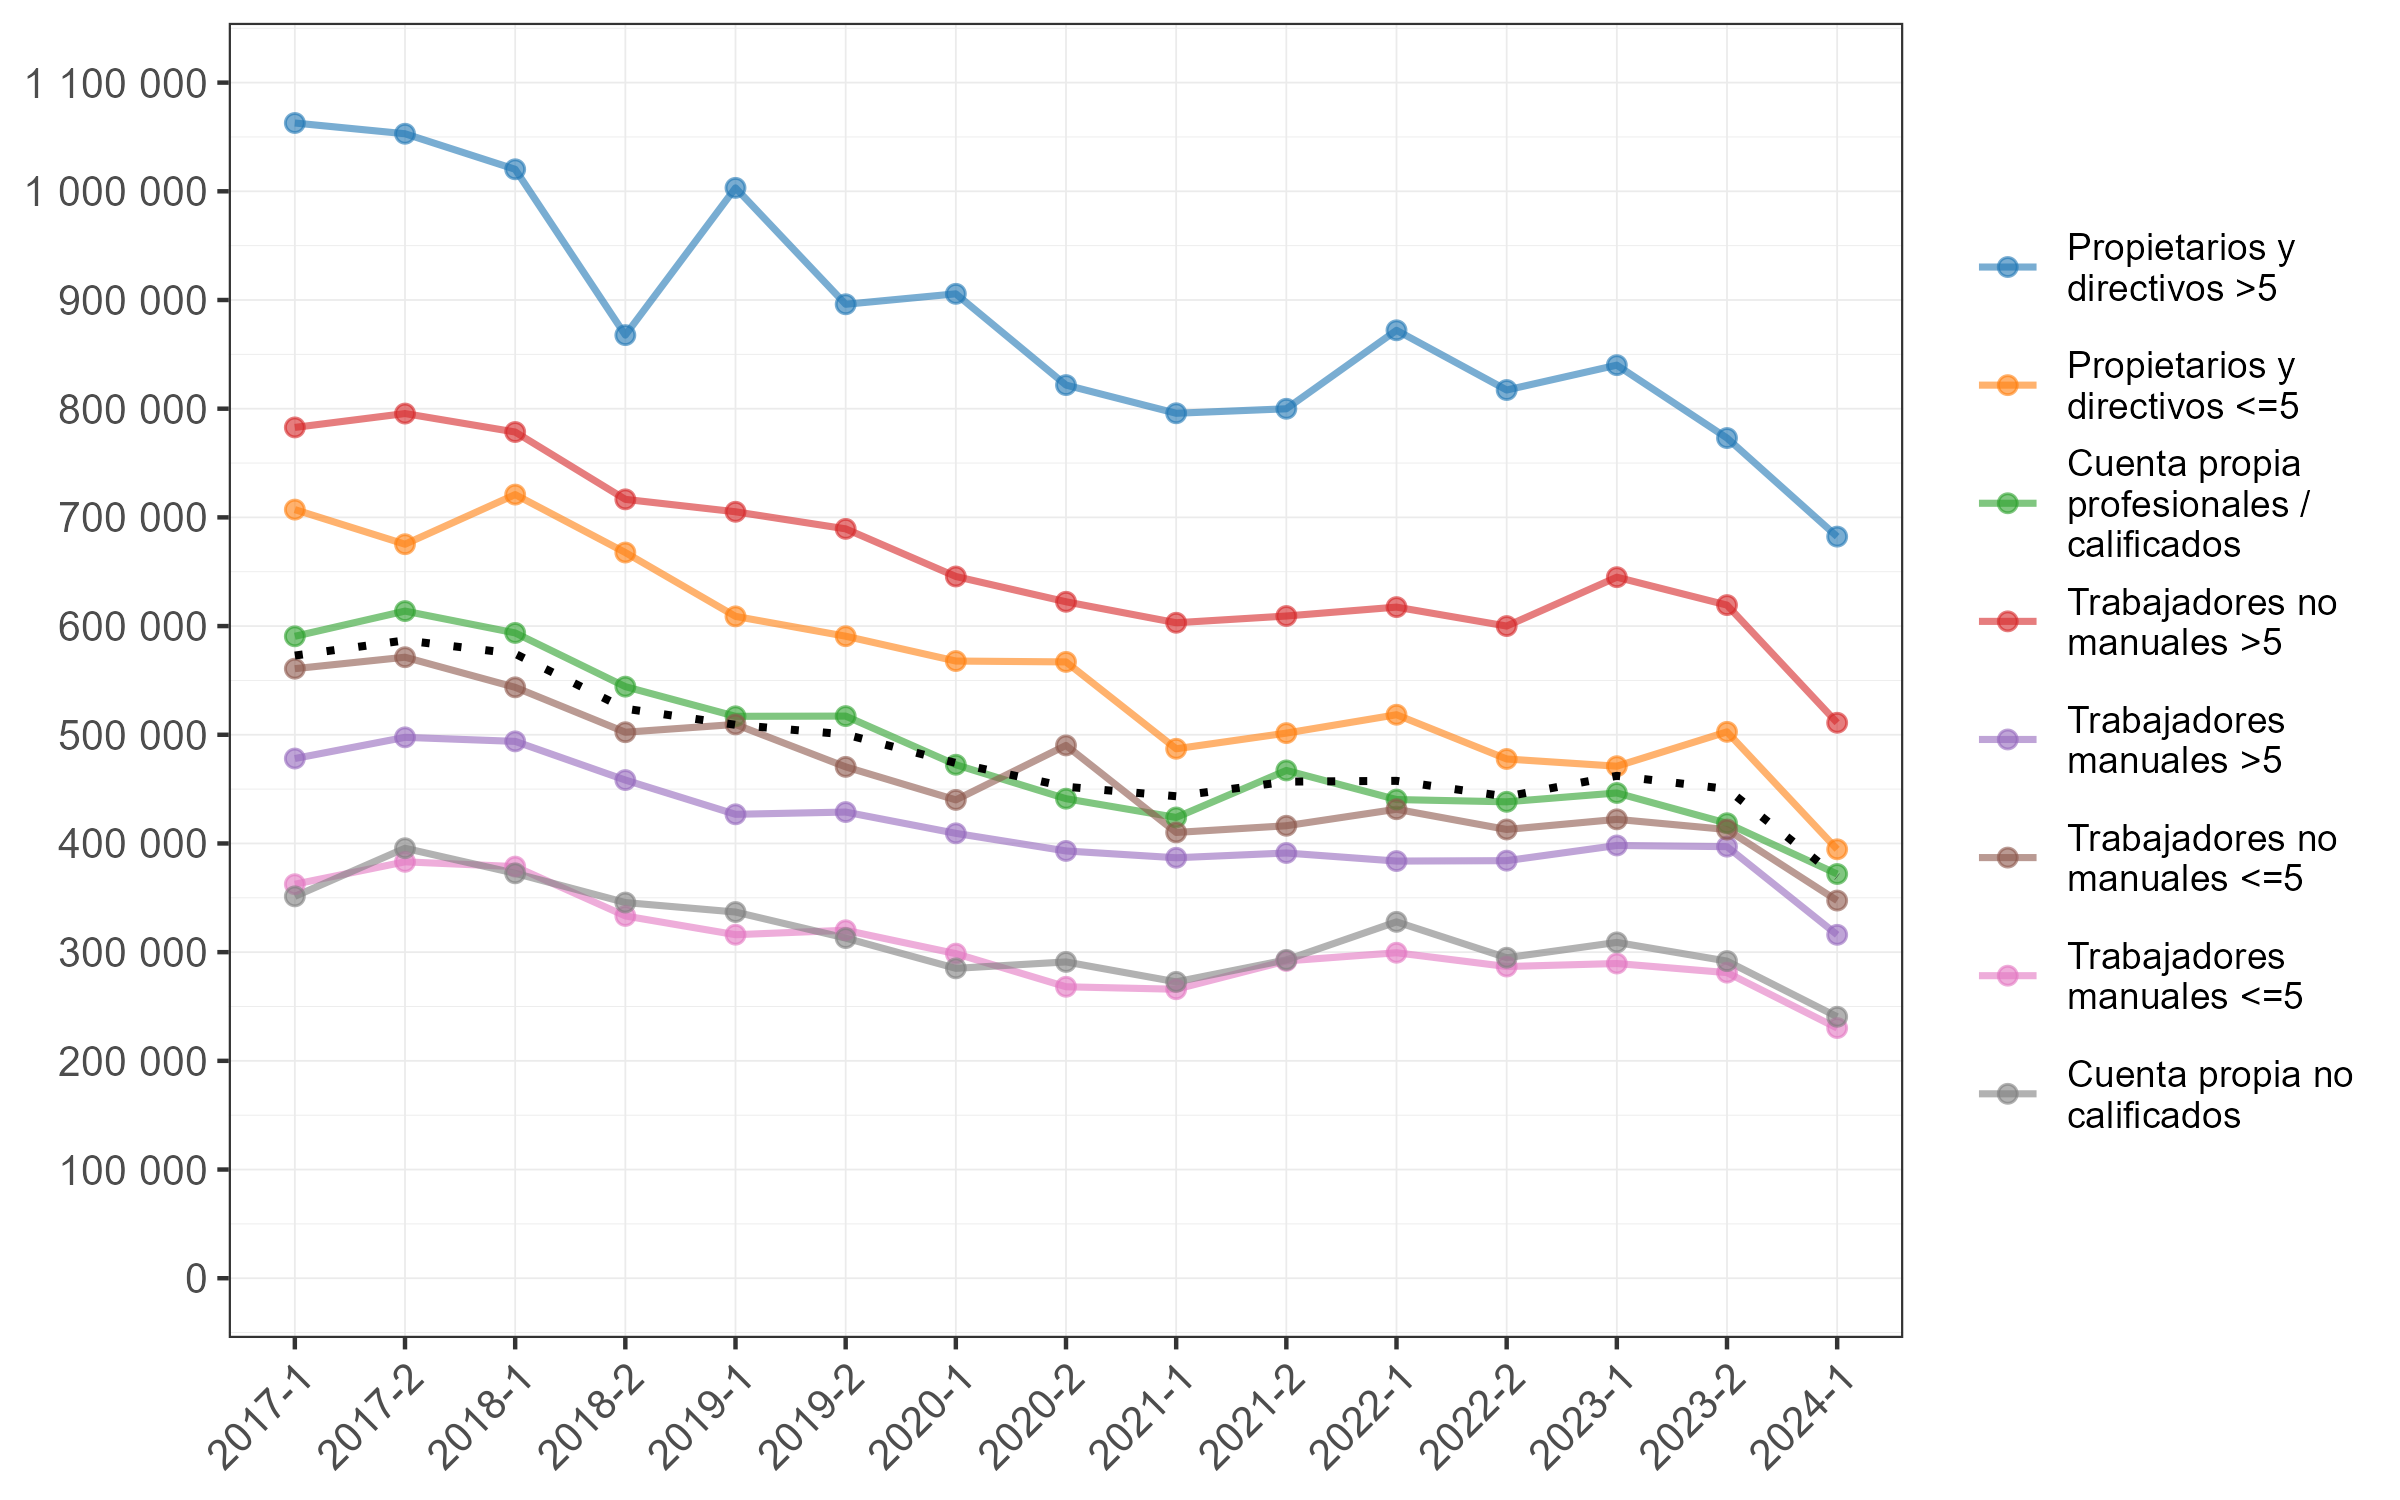 1 100 000
1 000 000
900 000
800 000
700 000
600 000
500 000
400 000
300 000
200 000
100 000
0
2017-1
2017-2
2018-1
2018-2
2019-1
2019-2
2020-1
2020-2
2021-1
2021-2
2022-1
2022-2
2023-1
2023-2
2024-1
Propietarios y
directivos >5
Propietarios y
directivos <=5
Cuenta propia
profesionales /
calificados
Trabajadores no
manuales >5
Trabajadores
manuales >5
Trabajadores no
manuales <=5
Trabajadores
manuales <=5
Cuenta propia no
calificados